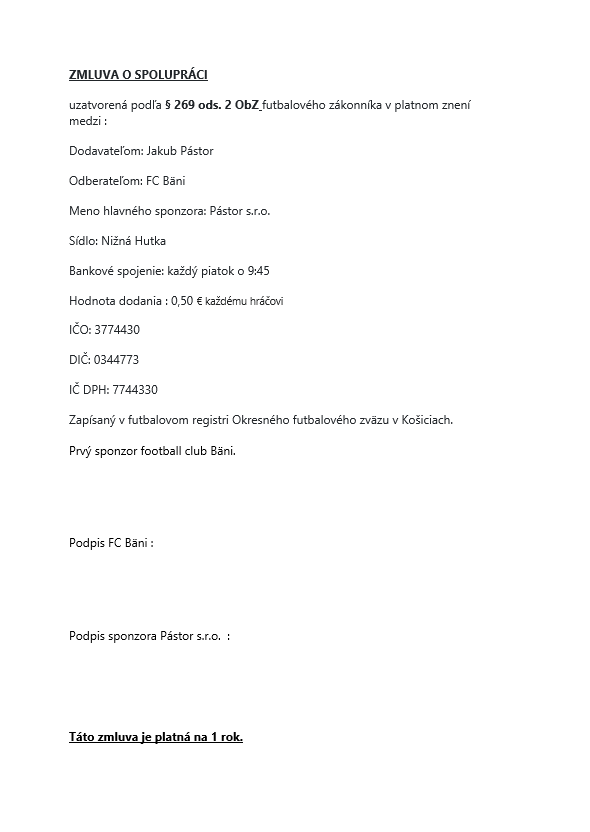 ZMLUVA O SPOLUPRÁCI
uzatvorená podľa § 269 ods. 2 ObZ futbalového zákonníka v platnom znení
medzi :
Dodavateľom: Jakub Pástor
Odberateľom: FC Bäni
Meno hlavného sponzora: Pástor s.r.o.
Sídlo: Nižná Hutka
Bankové spojenie: každý piatok o 9:45
Hodnota dodania : 0,50 € každému hráčovi
IČO: 3774430
DIČ: 0344773
IČ DPH: 7744330
Zapísaný v futbalovom registri Okresného futbalového zväzu v Košiciach.
Prvý sponzor football club Bäni.
Podpis FC Bäni :
Podpis sponzora Pástor s.r.o.  :
Táto zmluva je platná na 1 rok.